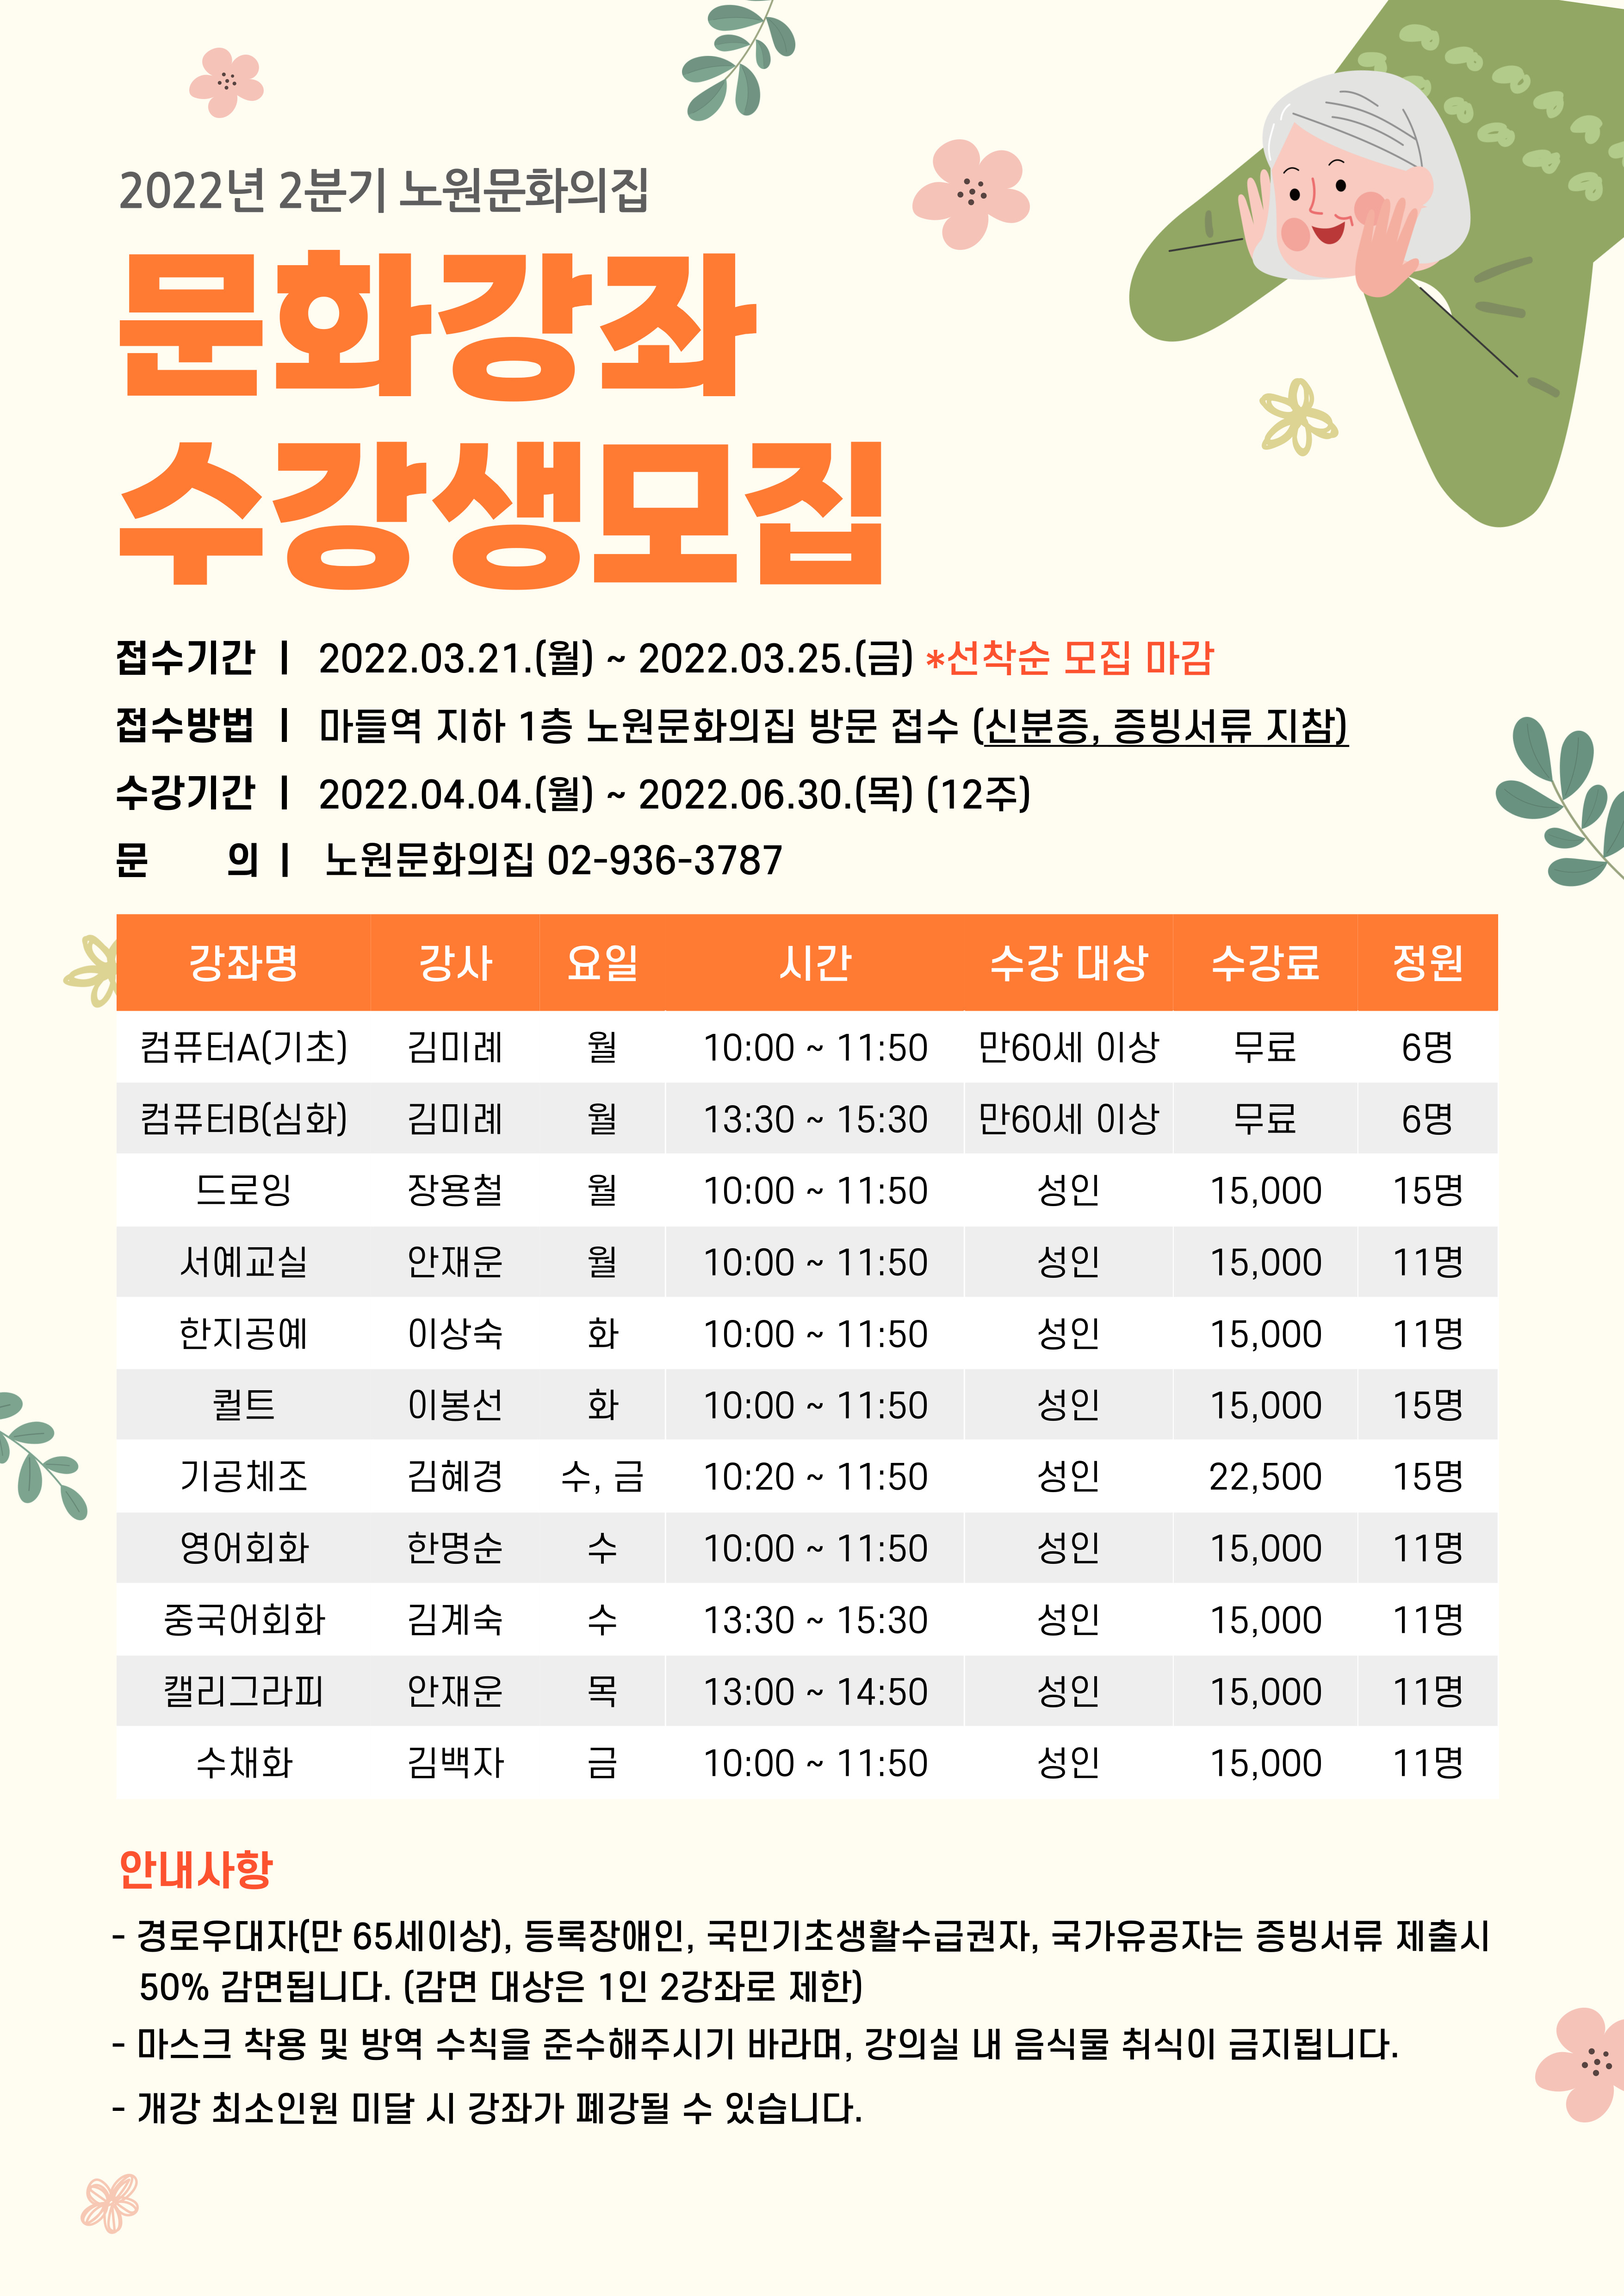 2022년 2분기 노원문화의집
문화강좌
수강생모집
접수기간 | 2022.03.21.(월) ~ 2022.03.25.(금) *선착순 모집 마감
접수방법 | 마들역 지하 1층 노원문화의집 방문 접수 (신분증, 증빙서류 지참)
수강기간 | 2022.04.04.(월) ~ 2022.06.30.(목) (12주)
문 의 | 노원문화의집 02-936-3787
강좌명 강사 요일 시간 수강 대상 수강료 정원
컴퓨터A(기초) 김미례 월 10:00 ~ 11:50 만60세 이상 무료 6명
컴퓨터B(심화) 김미례 월 13:30 ~ 15:30 만60세 이상 무료 6명
드로잉 장용철 월 10:00 ~ 11:50 성인 15,000 15명
서예교실 안재운 월 10:00 ~ 11:50 성인 15,000 11명
한지공예 이상숙 화 10:00 ~ 11:50 성인 15,000 11명
퀼트 이봉선 화 10:00 ~ 11:50 성인 15,000 15명
기공체조 김혜경 수, 금 10:20 ~ 11:50 성인 22,500 15명
영어회화 한명순 수 10:00 ~ 11:50 성인 15,000 11명
중국어회화 김계숙 수 13:30 ~ 15:30 성인 15,000 11명
캘리그라피 안재운 목 13:00 ~ 14:50 성인 15,000 11명
수채화 김백자 금 10:00 ~ 11:50 성인 15,000 11명
안내사항
- 경로우대자(만 65세이상), 등록장애인, 국민기초생활수급권자, 국가유공자는 증빙서류 제출시
50% 감면됩니다. (감면 대상은 1인 2강좌로 제한)
- 마스크 착용 및 방역 수칙을 준수해주시기 바라며, 강의실 내 음식물 취식이 금지됩니다.
- 개강 최소인원 미달 시 강좌가 폐강될 수 있습니다.